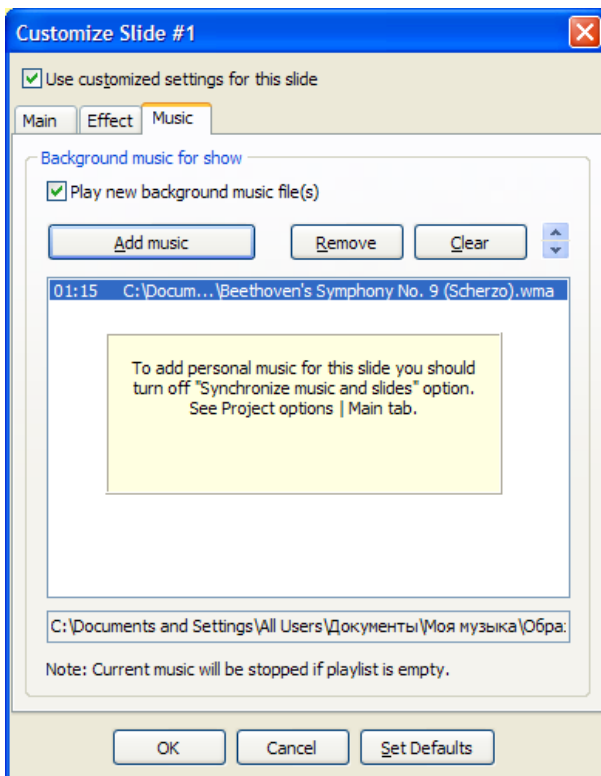 Customize Slide #1
Use customized settings for this slide
Main Effect Music
Background music for show
Play new background music file(s)
Add music Remove Clear
01:15 C:\Docum...\Beethoven's Symphony No. 9 (Scherzo).wma
To add personal music for this slide you should
turn off "Synchronize music and slides" option.
See Project options | Main tab.
C:\Documents and Settings\All Users\Документы\Моя музыка\Обра:
Note: Current music will be stopped if playlist is empty.
OK Cancel Set Defaults